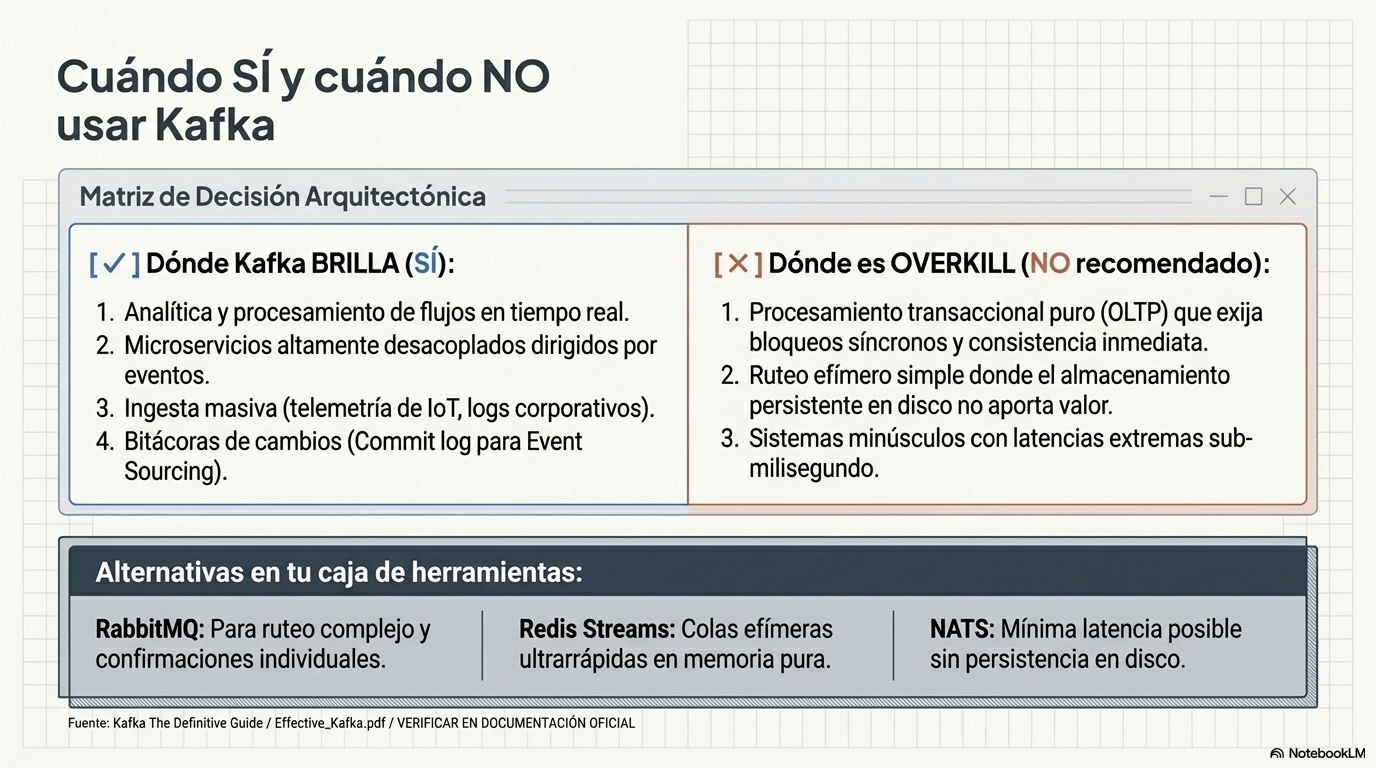 Cuándo SÍ y cuándo NO
usar Kafka
Matriz de Decisión Arquitectónica
[✓] Dónde Kafka BRILLA (SÍ):
1. Analítica y procesamiento de flujos en tiempo real.
2. Microservicios altamente desacoplados dirigidos por
eventos.
3. Ingesta masiva (telemetría de IoT, logs corporativos).
4. Bitácoras de cambios (Commit log para Event
Sourcing).
[×] Dónde es OVERKILL (NO recomendado):
1. Procesamiento transaccional puro (OLTP) que exija
bloqueos síncronos y consistencia inmediata.
2. Ruteo efímero simple donde el almacenamiento
persistente en disco no aporta valor.
3. Sistemas minúsculos con latencias extremas sub-
milisegundo.
Alternativas en tu caja de herramientas:
RabbitMQ: Para ruteo complejo y
confirmaciones individuales.
Redis Streams: Colas efímeras
ultrarrápidas en memoria pura.
NATS: Mínima latencia posible
sin persistencia en disco.
Fuente: Kafka The Definitive Guide / Effective_Kafka.pdf / VERIFICAR EN DOCUMENTACIÓN OFICIAL
NotebookLM